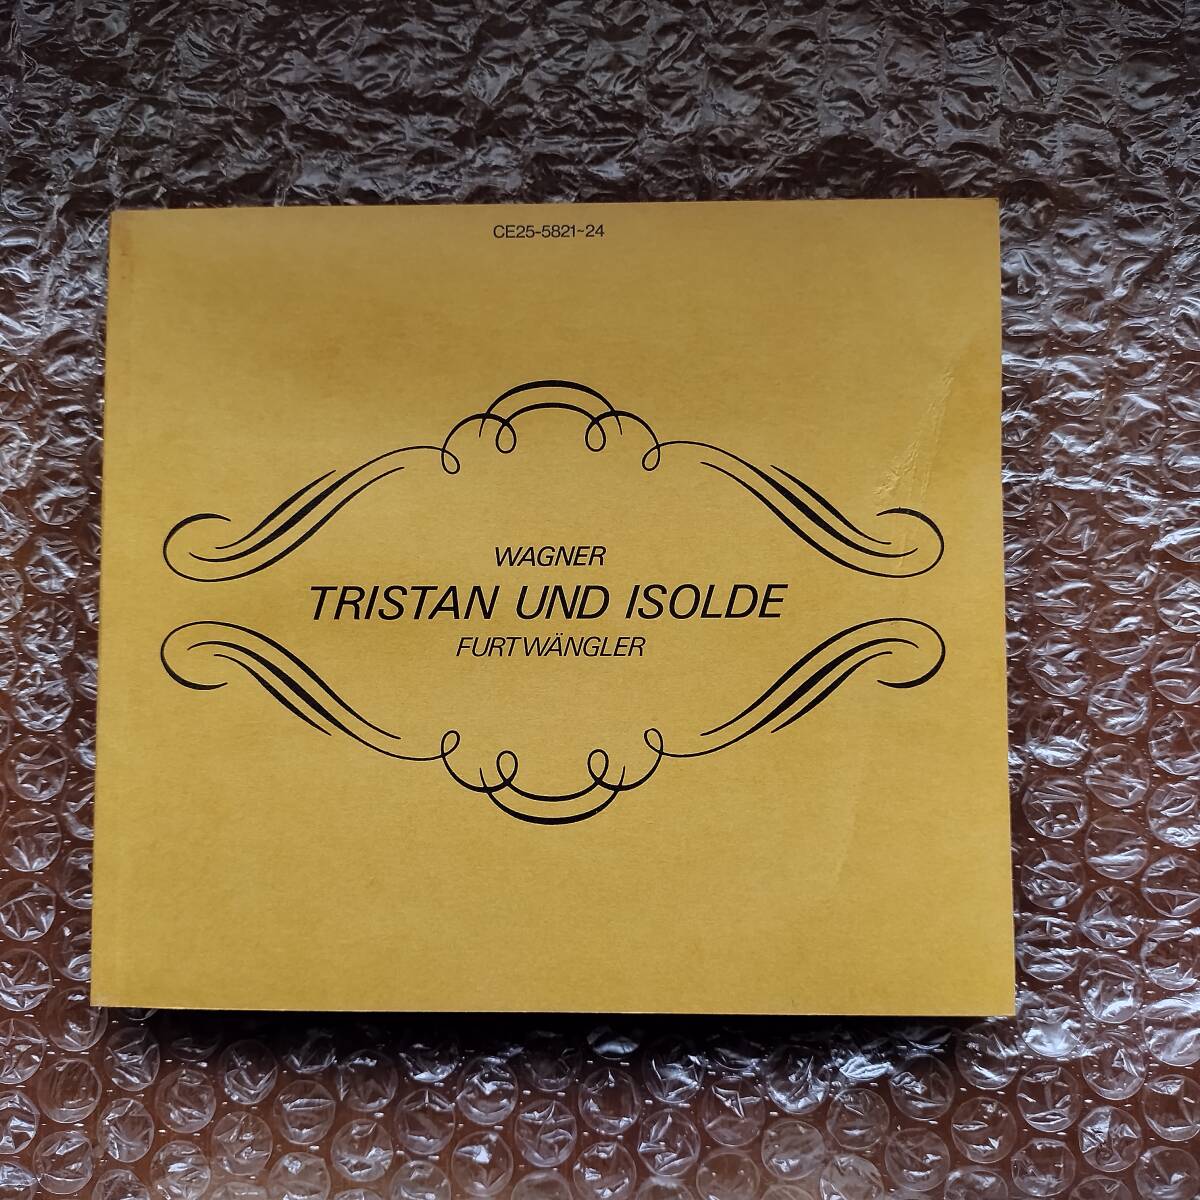 CE25-5821~24
WAGNER
TRISTAN UND ISOLDE
FURTWÄNGLER